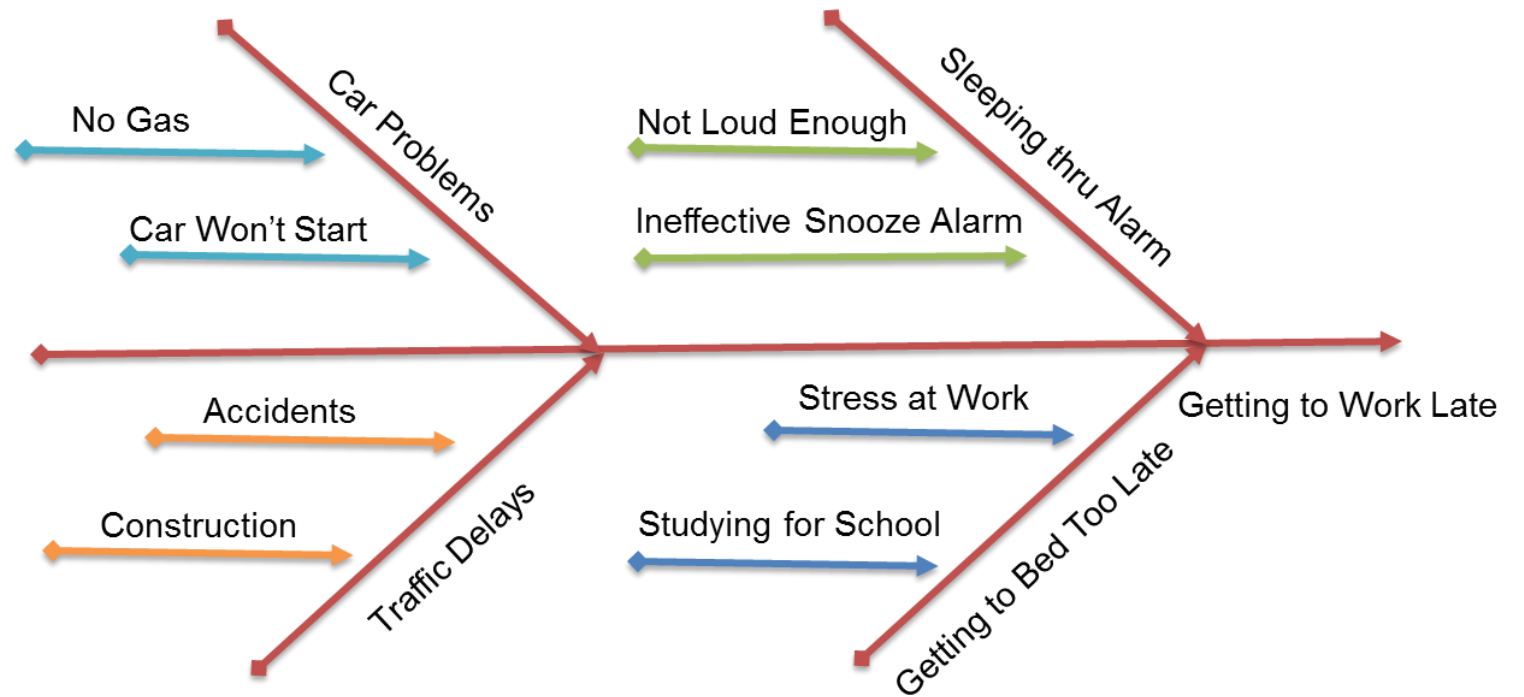 Car Problems
No Gas
Car Won’t Start
Sleeping thru Alarm
Not Loud Enough
Ineffective Snooze Alarm
Accidents
Construction
Traffic Delays
Stress at Work
Studying for School
Getting to Bed Too Late
Getting to Work Late